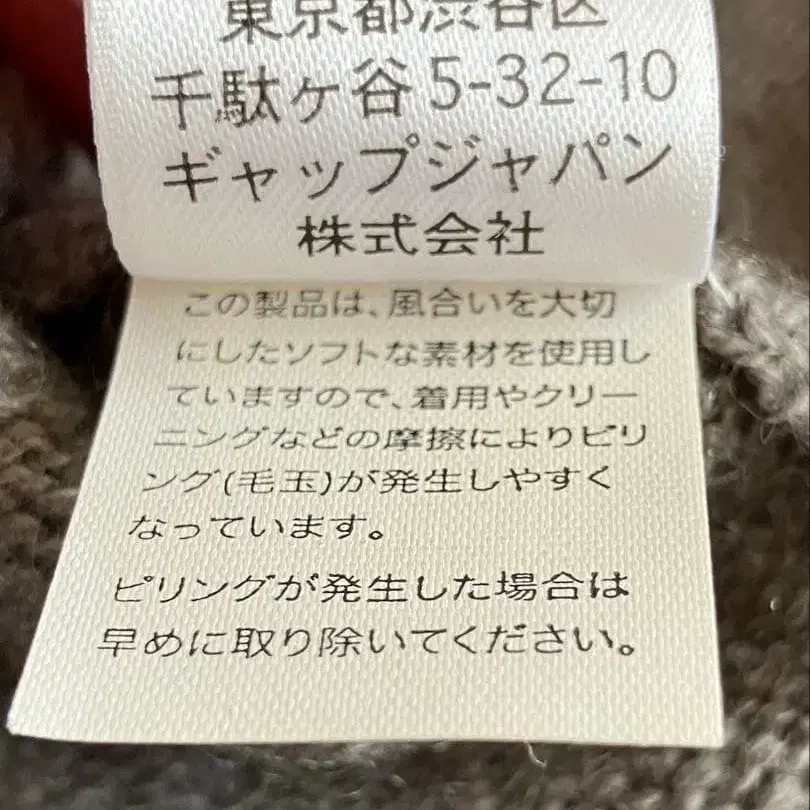 東京都渋谷区
千駄ヶ谷5-32-10
ギャップジャパン
株式会社
この製品は、風合いを大切
にしたソフトな素材を使用し
ていますので、着用やクリー
ニングなどの摩擦によりピリ
ング(毛玉)が発生しやすく
なっています。
ピリングが発生した場合は
早めに取り除いてください。